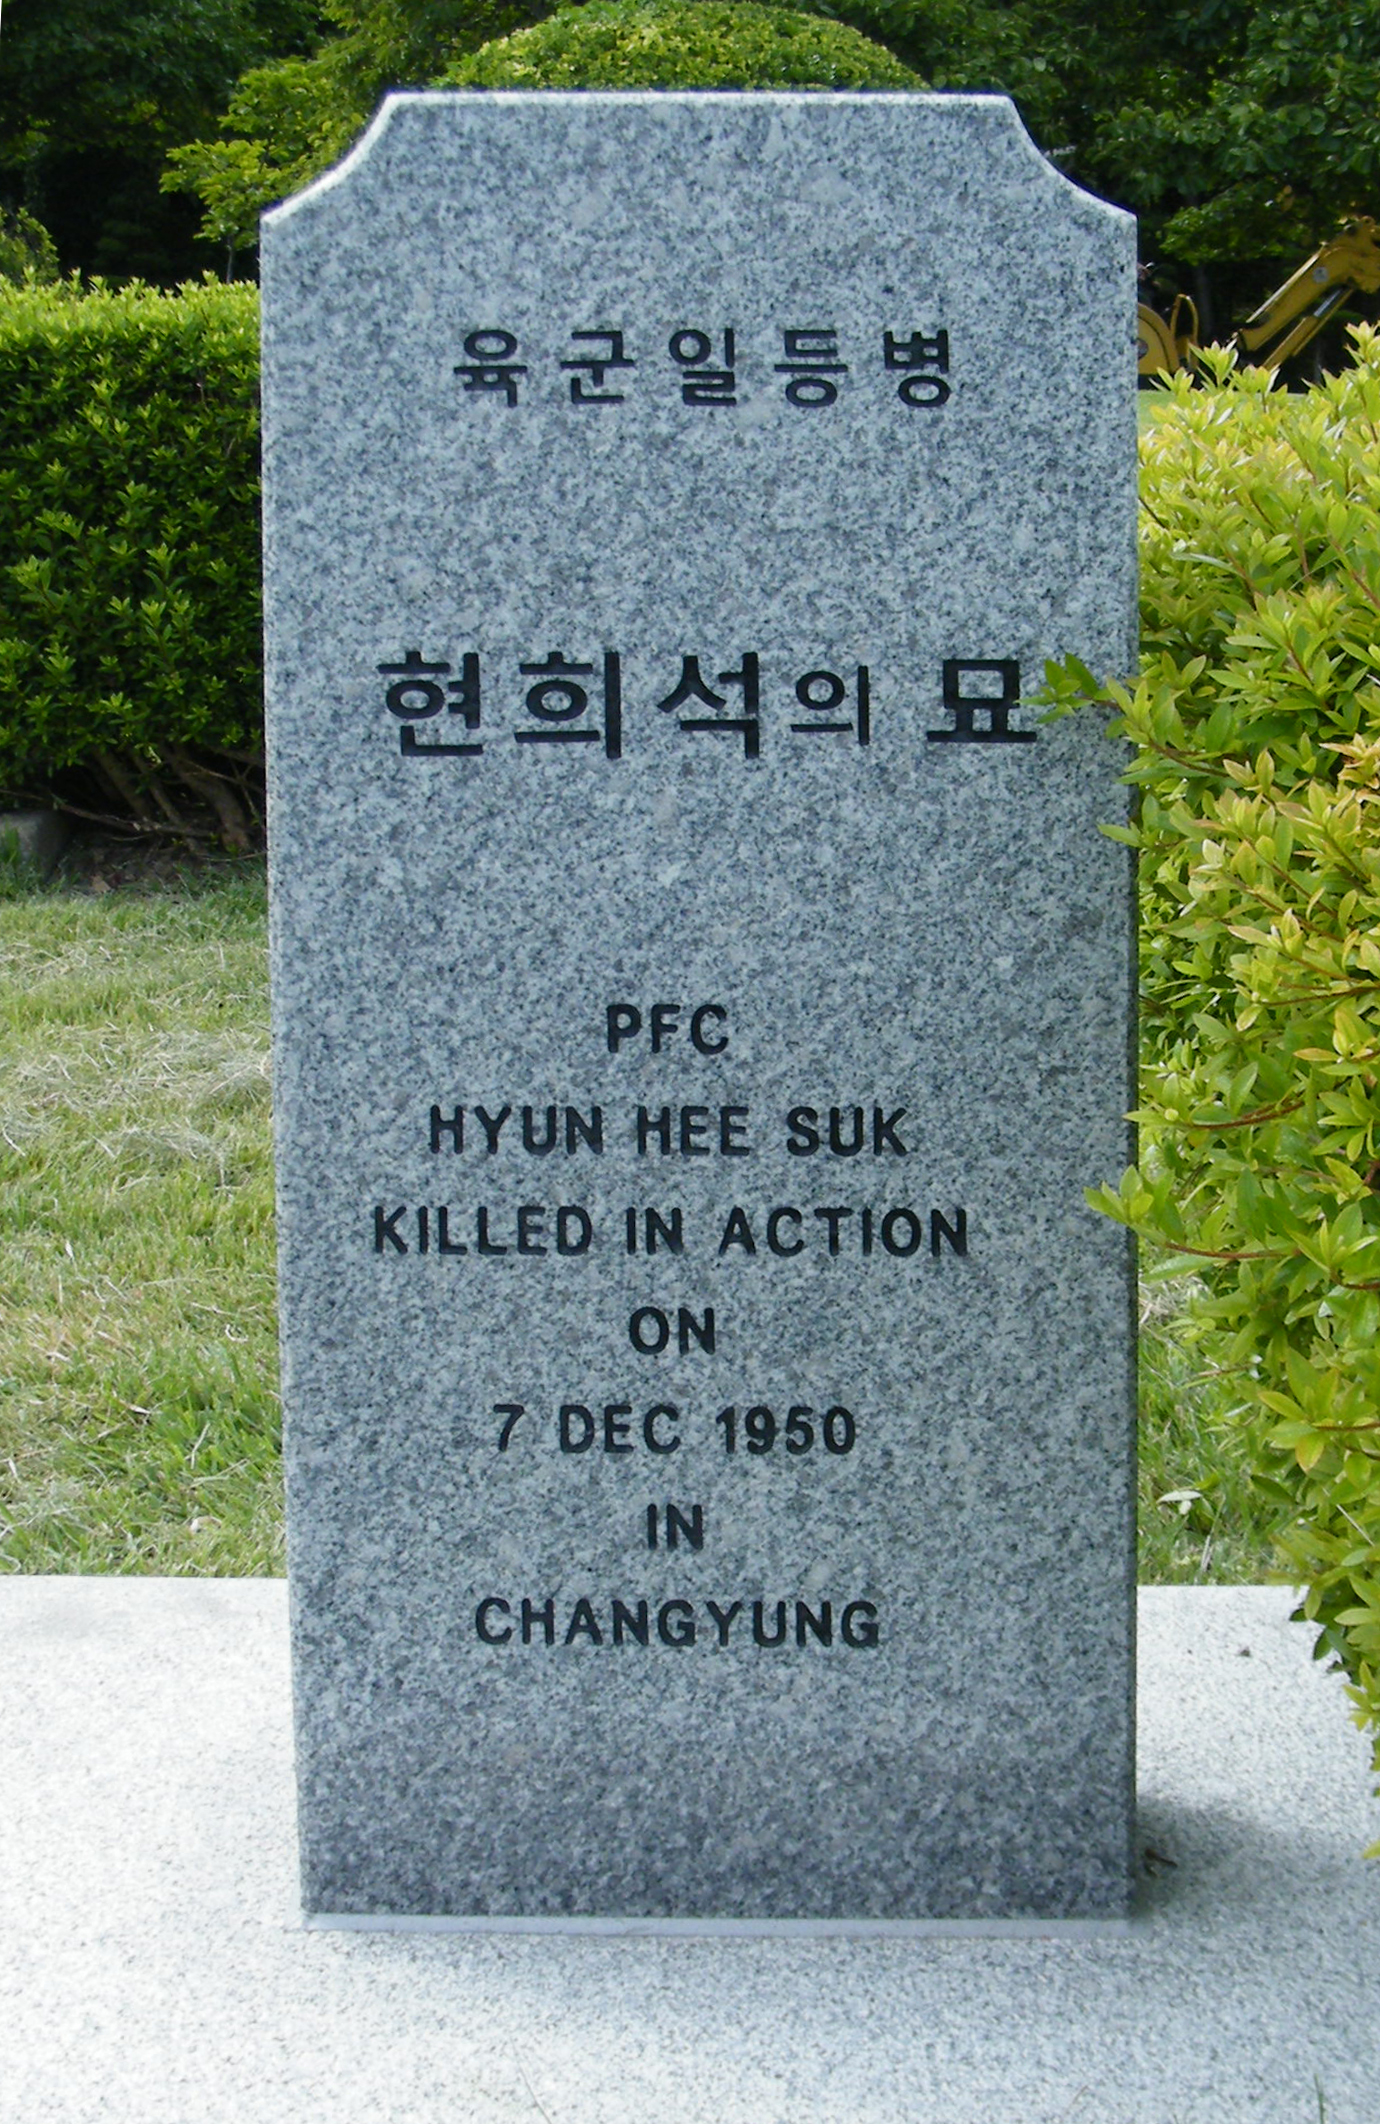 육군일등병
현희석의 묘
PFC
HYUN HEE SUK
KILLED IN ACTION
ON
7 DEC 1950
IN
CHANGYUNG